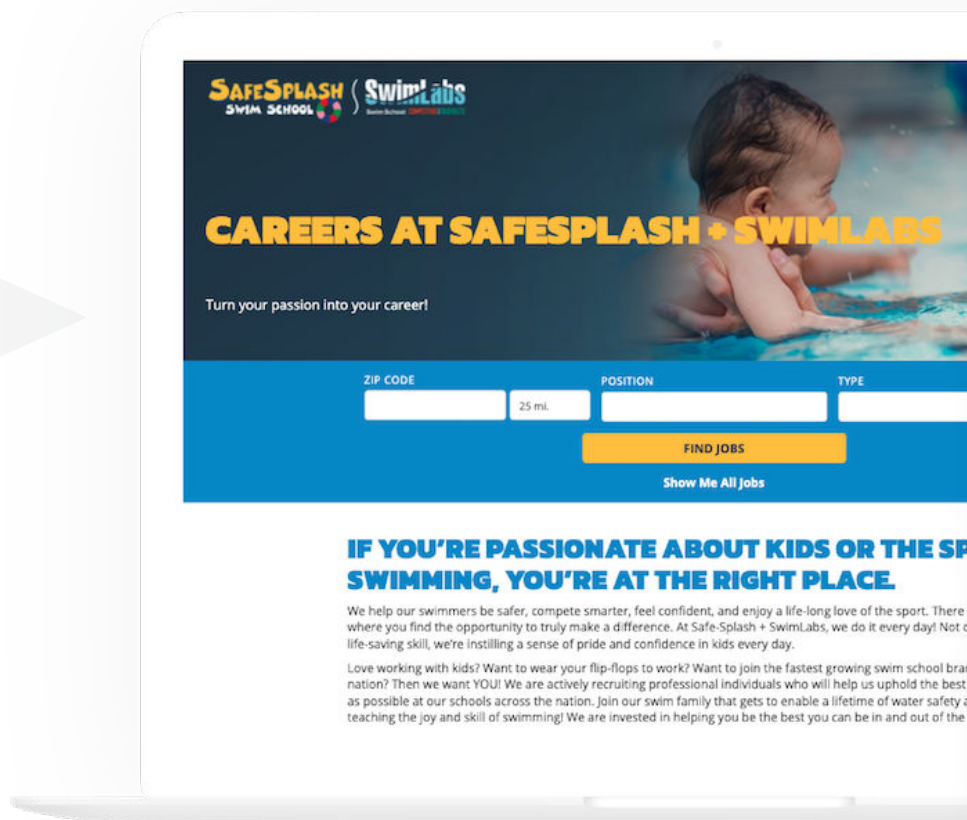 SAFESPLASH
SWIM SCHOOL
SwimLabs
Swim School
CAREERS AT SAFESPLASH + SWIMLABS
Turn your passion into your career!
ZIP CODE
POSITION
TYPE
25 mi.
FIND JOBS
Show Me All Jobs
IF YOU'RE PASSIONATE ABOUT KIDS OR THE SP
SWIMMING, YOU'RE AT THE RIGHT PLACE.
We help our swimmers be safer, compete smarter, feel confident, and enjoy a life-long love of the sport. There
where you find the opportunity to truly make a difference. At Safe-Splash + SwimLabs, we do it every day! Not
life-saving skill, we're instilling a sense of pride and confidence in kids every day.
Love working with kids? Want to wear your flip-flops to work? Want to join the fastest growing swim school bra
nation? Then we want YOU! We are actively recruiting professional individuals who will help us uphold the best
as possible at our schools across the nation. Join our swim family that gets to enable a lifetime of water safety
teaching the joy and skill of swimming! We are invested in helping you be the best you can be in and out of the